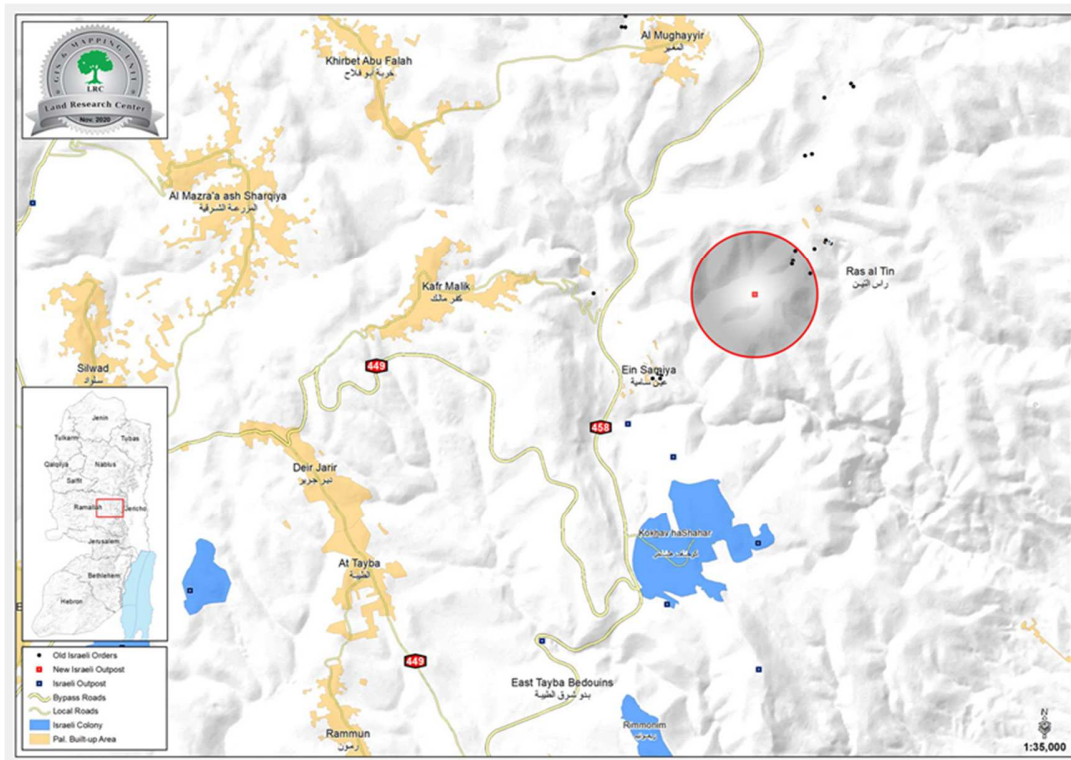 GIS & MAPPING UNIT
LRC
Land Research Center
Nov. 2020
Al Mughayyir
المغير
Khirbet Abu Falah
خربة أبو فلاح
Al Mazra'a ash Sharqiya
المزرعة الشرقية
Kafr Malik
كفر مالك
Ras al Tin
راس التين
Silwad
سلواد
449
Ein Samiya
عين سامية
458
Deir Jarir
دير جرير
Kokhav haShahar
At Tayba
الطيبة
449
East Tayba Bedouins
بدو شرق الطيبة
Rimmonim
Rammun
رمون
Jenin
Tulkarm
Tubas
Qalqiliya
Nablus
Salfit
Ramallah
Jericho
Jerusalem
Bethlehem
Hebron
Old Israeli Orders
New Israeli Outpost
Israeli Outpost
Bypass Roads
Local Roads
Israeli Colony
Pal. Built-up Area
N
1:35,000